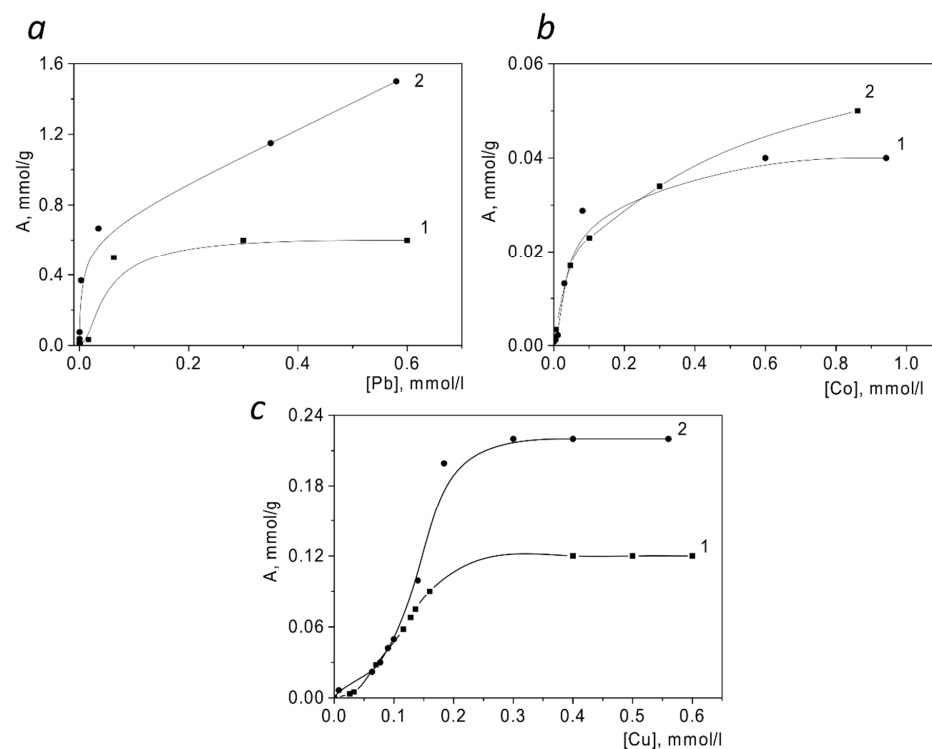 a
1.6
1.2
0.8
0.4
0.0
A, mmol/g
2
1
0.0 0.2 0.4 0.6
[Pb], mmol/l
b
0.06
0.04
0.02
0.00
A, mmol/g
2
1
0.0 0.2 0.4 0.6 0.8 1.0
[Co], mmol/l
c
0.24
0.18
0.12
0.06
0.00
A, mmol/g
2
1
0.0 0.1 0.2 0.3 0.4 0.5 0.6
[Cu], mmol/l